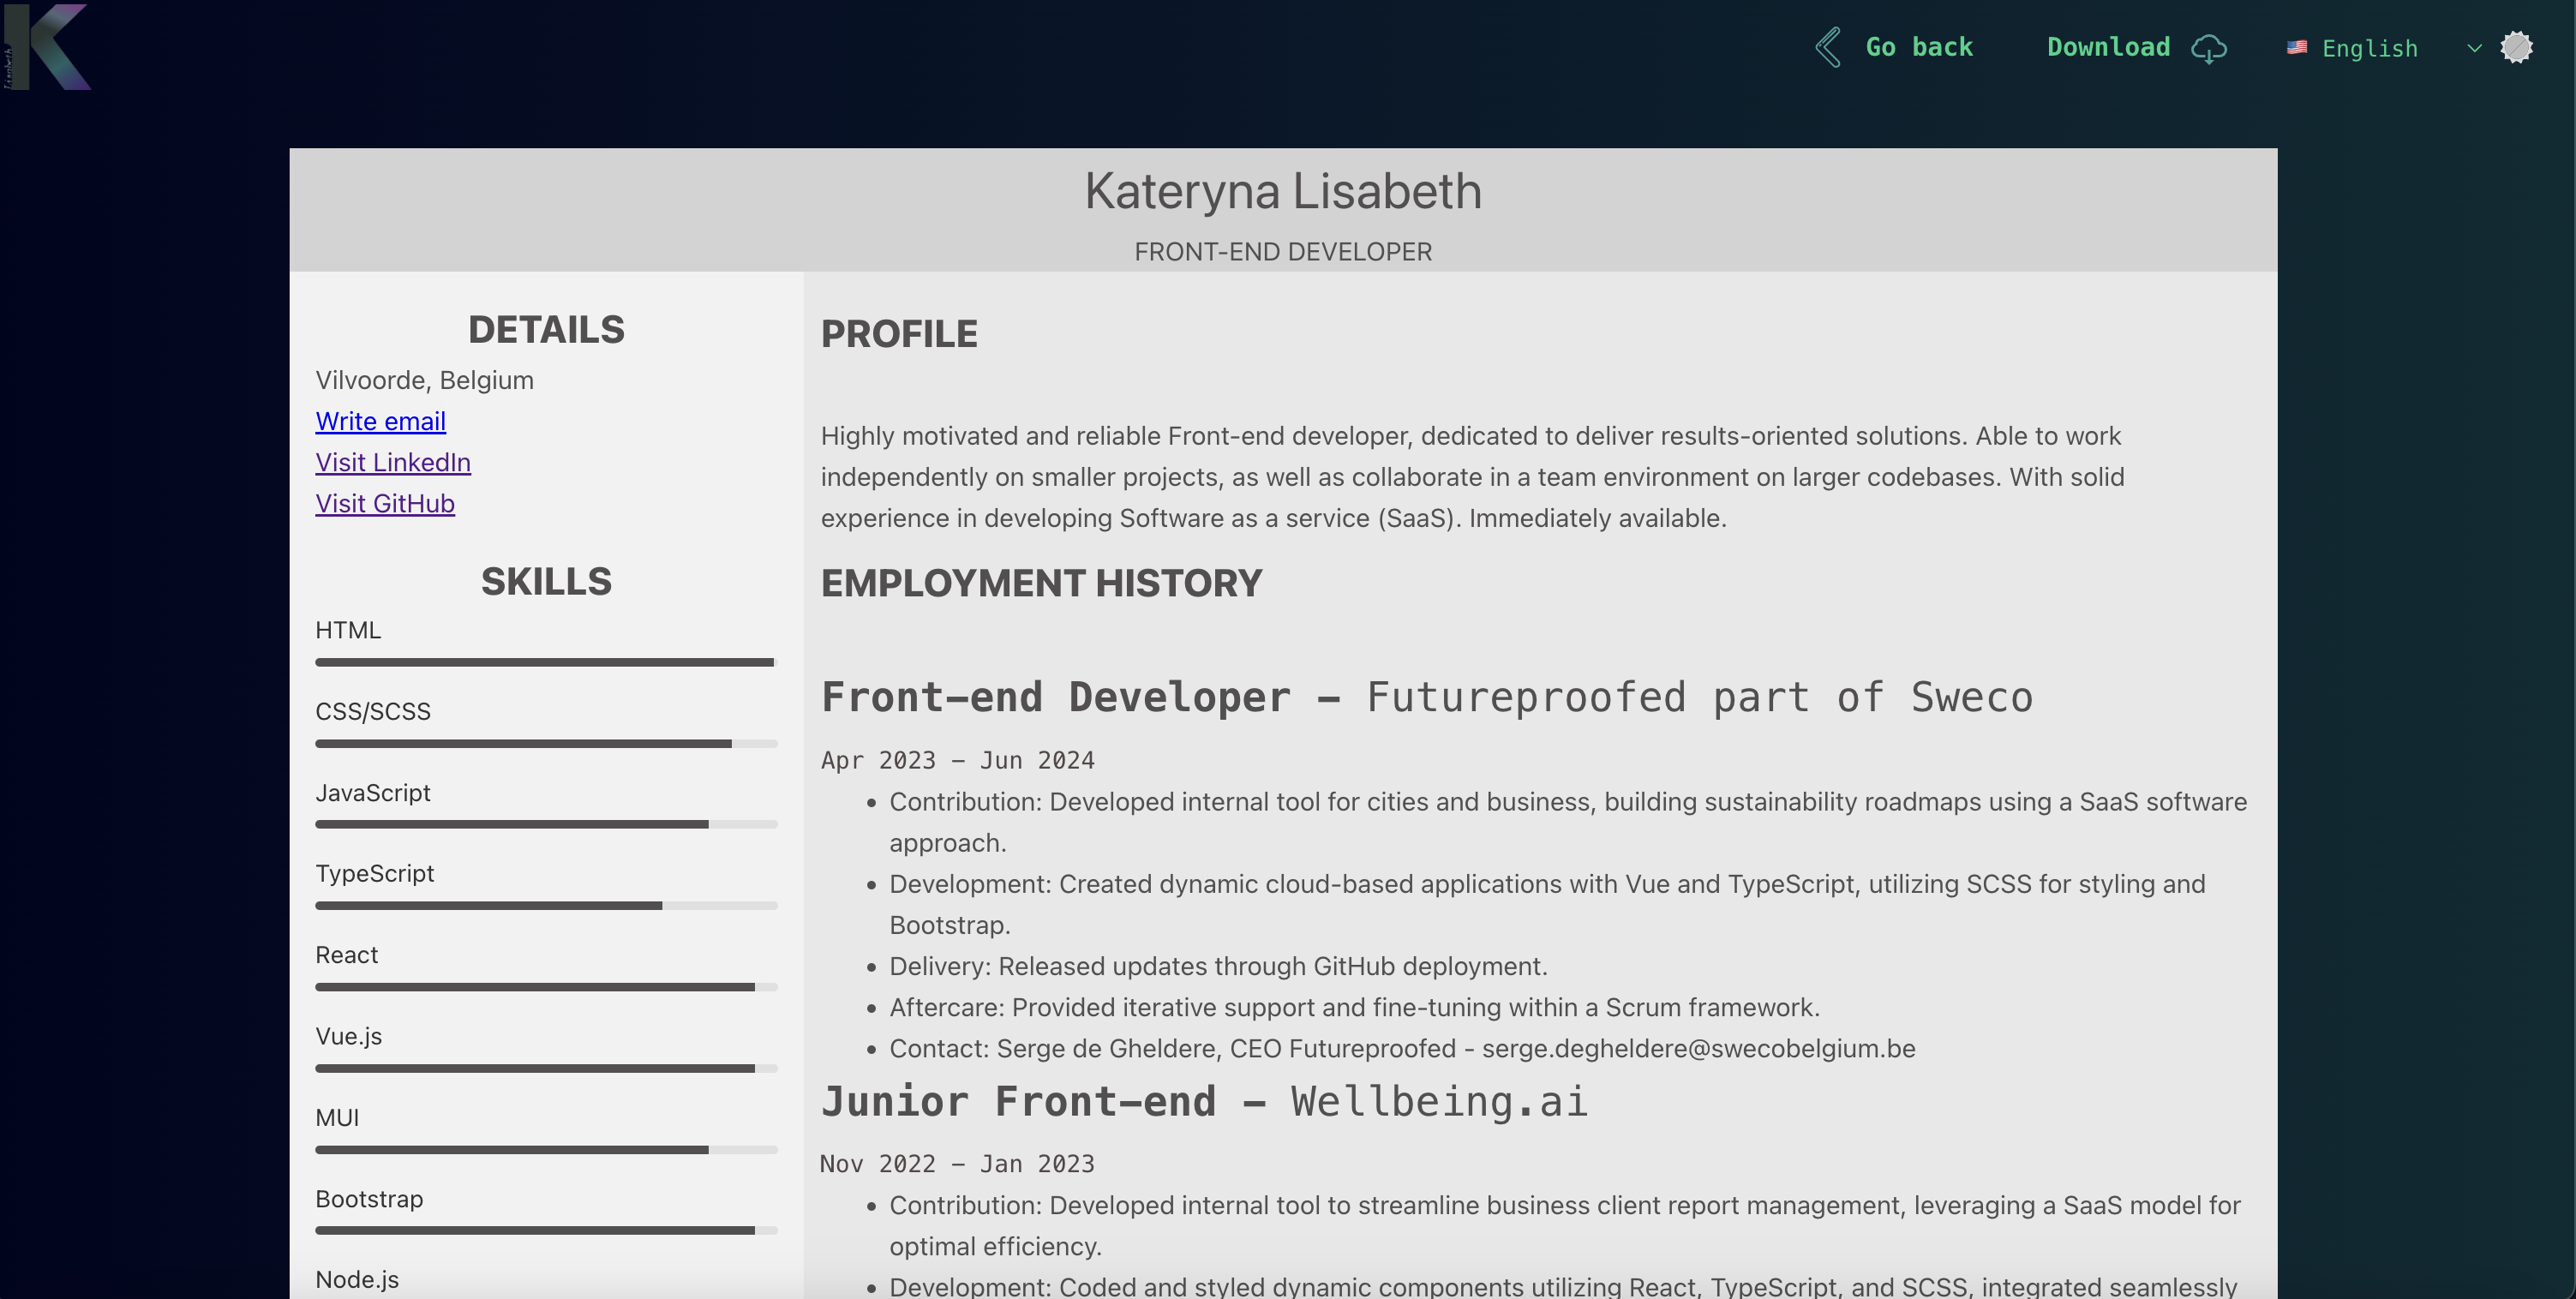 K
Lisabeth
Go back
Download
English
Kateryna Lisabeth
FRONT-END DEVELOPER
DETAILS
Vilvoorde, Belgium
Write email
Visit LinkedIn
Visit GitHub
SKILLS
HTML
CSS/SCSS
JavaScript
TypeScript
React
Vue.js
MUI
Bootstrap
Node.js
PROFILE
Highly motivated and reliable Front-end developer, dedicated to deliver results-oriented solutions. Able to work
independently on smaller projects, as well as collaborate in a team environment on larger codebases. With solid
experience in developing Software as a service (SaaS). Immediately available.
EMPLOYMENT HISTORY
Front-end Developer - Futureproofed part of Sweco
Apr 2023 - Jun 2024
• Contribution: Developed internal tool for cities and business, building sustainability roadmaps using a SaaS software
approach.
• Development: Created dynamic cloud-based applications with Vue and TypeScript, utilizing SCSS for styling and
Bootstrap.
• Delivery: Released updates through GitHub deployment.
• Aftercare: Provided iterative support and fine-tuning within a Scrum framework.
• Contact: Serge de Gheldere, CEO Futureproofed - serge.degheldere@swecobelgium.be
Junior Front-end - Wellbeing.ai
Nov 2022 - Jan 2023
• Contribution: Developed internal tool to streamline business client report management, leveraging a SaaS model for
optimal efficiency.
• Development: Coded and styled dynamic components utilizing React, TypeScript, and SCSS, integrated seamlessly